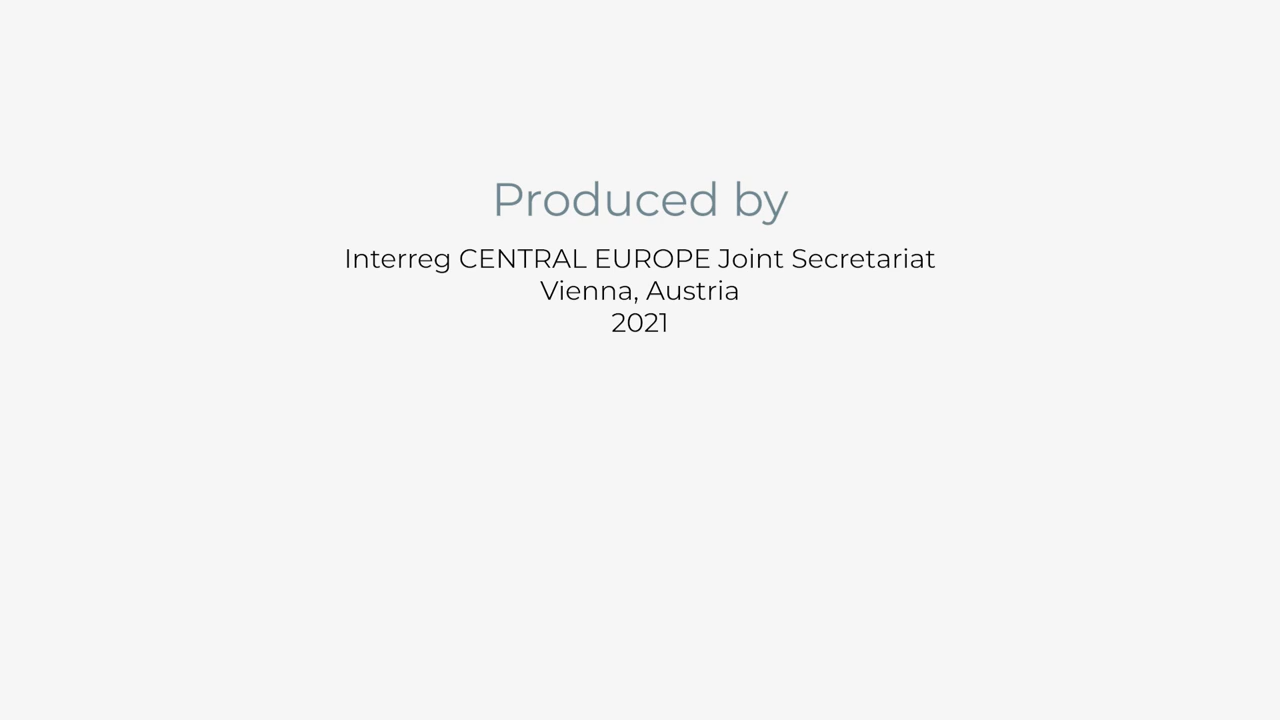 Produced by
Interreg CENTRAL EUROPE Joint Secretariat
Vienna, Austria
2021